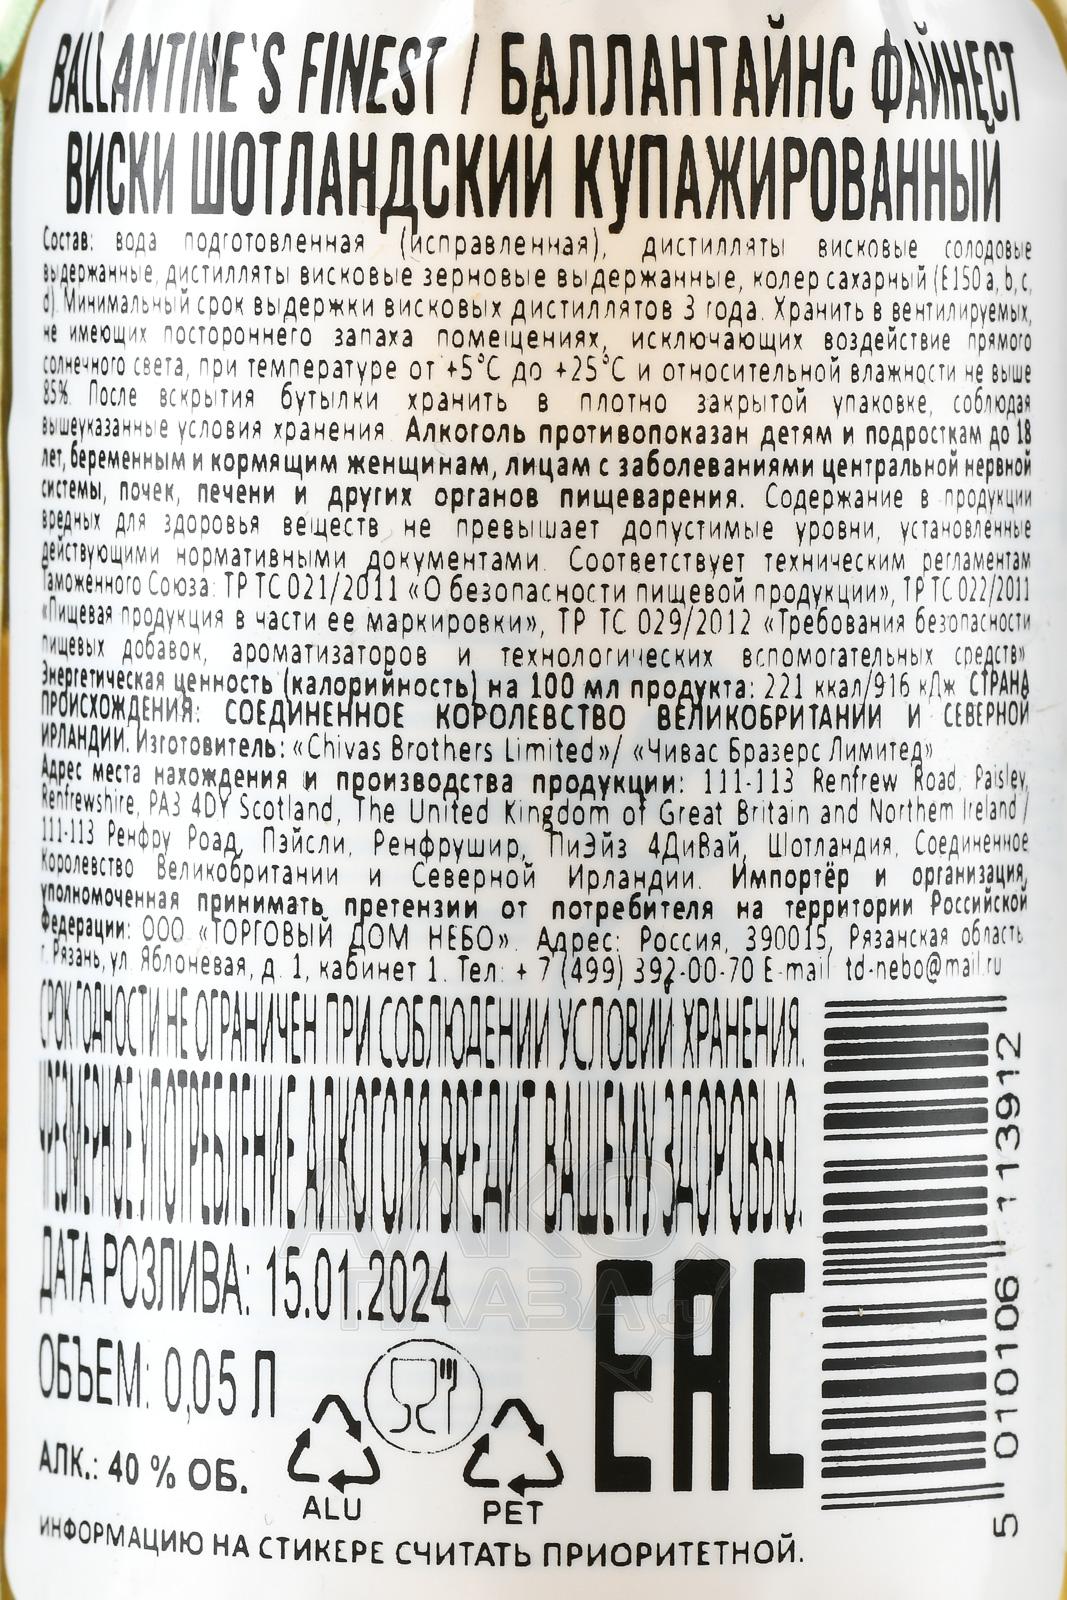 BALLANTINE'S FINEST / БАЛЛАНТАЙНС ФАЙНЕСТ
ВИСКИ ШОТЛАНДСКИЙ КУПАЖИРОВАННЫЙ
Состав: вода подготовленная (исправленная), дистилляты висковые солодовые
выдержанные, дистилляты висковые зерновые выдержанные, колер сахарный (Е150 a, b, c,
d). Минимальный срок выдержки висковых дистиллятов 3 года. Хранить в вентилируемых,
не имеющих постороннего запаха помещениях, исключающих воздействие прямого
солнечного света, при температуре от +5°С до +25°С и относительной влажности не выше
85%. После вскрытия бутылки хранить в плотно закрытой упаковке, соблюдая
вышеуказанные условия хранения. Алкоголь противопоказан детям и подросткам до 18
лет, беременным и кормящим женщинам, лицам с заболеваниями центральной нервной
системы, почек, печени и других органов пищеварения. Содержание в продукции
вредных для здоровья веществ не превышает допустимые уровни, установленные
действующими нормативными документами. Соответствует техническим регламентам
Таможенного Союза: ТР ТС 021/2011 «О безопасности пищевой продукции», ТР ТС 022/2011
«Пищевая продукция в части ее маркировки», ТР ТС 029/2012 «Требования безопасности
пищевых добавок, ароматизаторов и технологических вспомогательных средств»
Энергетическая ценность (калорийность) на 100 мл продукта: 221 ккал/916 кДж СТРАНА
ПРОИСХОЖДЕНИЯ: СОЕДИНЕННОЕ КОРОЛЕВСТВО ВЕЛИКОБРИТАНИИ И СЕВЕРНОЙ
ИРЛАНДИИ. Изготовитель: «Chivas Brothers Limited»/ «Чивас Бразерс Лимитед»
Адрес места нахождения и производства продукции: 111-113 Renfrew Road, Paisley,
Renfrewshire, PA3 4DY Scotland, The United Kingdom of Great Britain and Northern Ireland /
111-113 Ренфру Роад, Пэйсли, Ренфрушир, ПиЭйз 4ДиВай, Шотландия, Соединенное
Королевство Великобритании и Северной Ирландии. Импортёр и организация,
уполномоченная принимать претензии от потребителя на территории Российской
Федерации: ООО «ТОРГОВЫЙ ДОМ НЕБО». Адрес: Россия, 390015, Рязанская область,
г. Рязань, ул. Яблоневая, д. 1, кабинет 1. Тел: + 7 (499) 392-00-70 E-mail: td-nebo@mail.ru
СРОК ГОДНОСТИ НЕ ОГРАНИЧЕН ПРИ СОБЛЮДЕНИИ УСЛОВИЙ ХРАНЕНИЯ.
ЧРЕЗМЕРНОЕ УПОТРЕБЛЕНИЕ АЛКОГОЛЯ ВРЕДИТ ВАШЕМУ ЗДОРОВЬЮ.
ДАТА РОЗЛИВА: 15.01.2024
ОБЪЕМ: 0,05 Л
АЛК.: 40 % ОБ.
ALU
PET
EAC
5 010106 113912
ИНФОРМАЦИЮ НА СТИКЕРЕ СЧИТАТЬ ПРИОРИТЕТНОЙ.
АЛКО
ПЛАЗА.ru